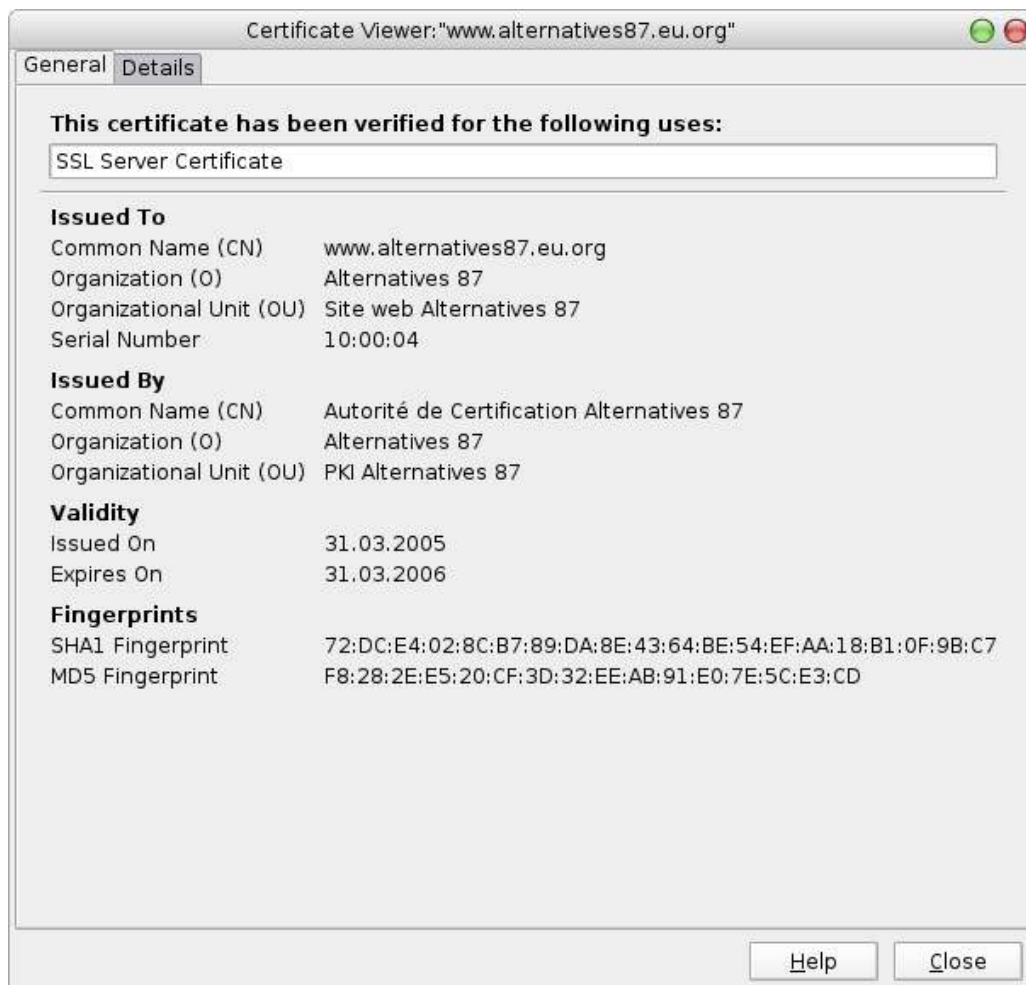 Certificate Viewer:"www.alternatives87.eu.org"
General Details
This certificate has been verified for the following uses:
SSL Server Certificate
Issued To
Common Name (CN) www.alternatives87.eu.org
Organization (O) Alternatives 87
Organizational Unit (OU) Site web Alternatives 87
Serial Number 10:00:04
Issued By
Common Name (CN) Autorité de Certification Alternatives 87
Organization (O) Alternatives 87
Organizational Unit (OU) PKI Alternatives 87
Validity
Issued On 31.03.2005
Expires On 31.03.2006
Fingerprints
SHA1 Fingerprint 72:DC:E4:02:8C:B7:89:DA:8E:43:64:BE:54:EF:AA:18:B1:0F:9B:C7
MD5 Fingerprint F8:28:2E:E5:20:CF:3D:32:EE:AB:91:E0:7E:5C:E3:CD
Help Close